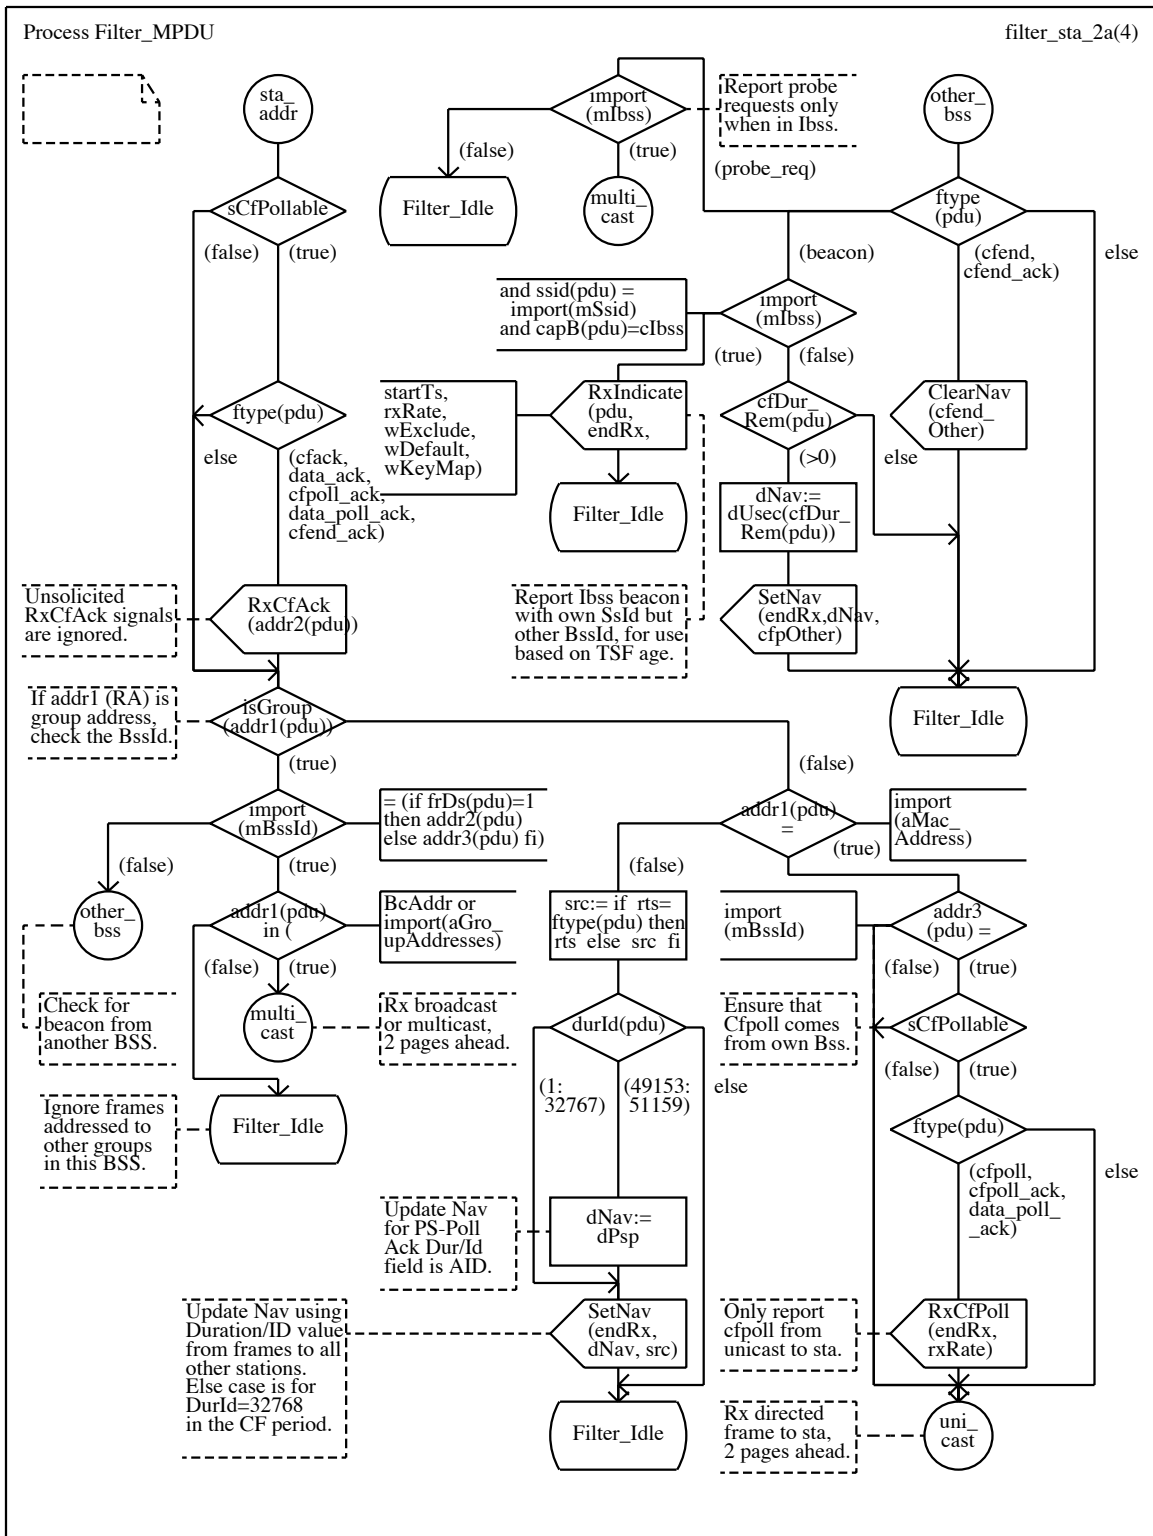 Process Filter_MPDU
filter_sta_2a(4)
sta_
addr
import
(mIbss)
Report probe
requests only
when in Ibss.
other_
bss
(false)
(true)
(probe_req)
sCfPollable
Filter_Idle
multi_
cast
ftype
(pdu)
(false)
(true)
(beacon)
(cfend,
cfend_ack)
else
and ssid(pdu) =
import(mSsid)
and capB(pdu)=cIbss
import
(mIbss)
(true)
(false)
ftype(pdu)
startTs,
rxRate,
wExclude,
wDefault,
wKeyMap)
RxIndicate
(pdu,
endRx,
cfDur_
Rem(pdu)
ClearNav
(cfend_
Other)
else
(cfack,
data_ack,
cfpoll_ack,
data_poll_ack,
cfend_ack)
(>0)
else
Filter_Idle
dNav:=
dUsec(cfDur_
Rem(pdu))
Unsolicited
RxCfAck signals
are ignored.
RxCfAck
(addr2(pdu))
Report Ibss beacon
with own SsId but
other BssId, for use
based on TSF age.
SetNav
(endRx,dNav,
cfpOther)
If addr1 (RA) is
group address,
check the BssId.
isGroup
(addr1(pdu))
Filter_Idle
(true)
(false)
import
(mBssId)
= (if frDs(pdu)=1
then addr2(pdu)
else addr3(pdu) fi)
addr1(pdu)
=
import
(aMac_
Address)
(false)
(true)
(false)
(true)
other_
bss
addr1(pdu)
in (
BcAddr or
import(aGro_
upAddresses)
src:= if rts=
ftype(pdu) then
rts else src fi
import
(mBssId)
addr3
(pdu) =
(false)
(true)
(false)
(true)
Check for
beacon from
another BSS.
multi_
cast
Rx broadcast
or multicast,
2 pages ahead.
durId(pdu)
Ensure that
Cfpoll comes
from own Bss.
sCfPollable
(1:
32767)
(49153:
51159)
else
(false)
(true)
Ignore frames
addressed to
other groups
in this BSS.
Filter_Idle
ftype(pdu)
(cfpoll,
cfpoll_ack,
data_poll_
_ack)
else
Update Nav
for PS-Poll
Ack Dur/Id
field is AID.
dNav:=
dPsp
Update Nav using
Duration/ID value
from frames to all
other stations.
Else case is for
DurId=32768
in the CF period.
SetNav
(endRx,
dNav, src)
Only report
cfpoll from
unicast to sta.
RxCfPoll
(endRx,
rxRate)
Filter_Idle
Rx directed
frame to sta,
2 pages ahead.
uni_
cast